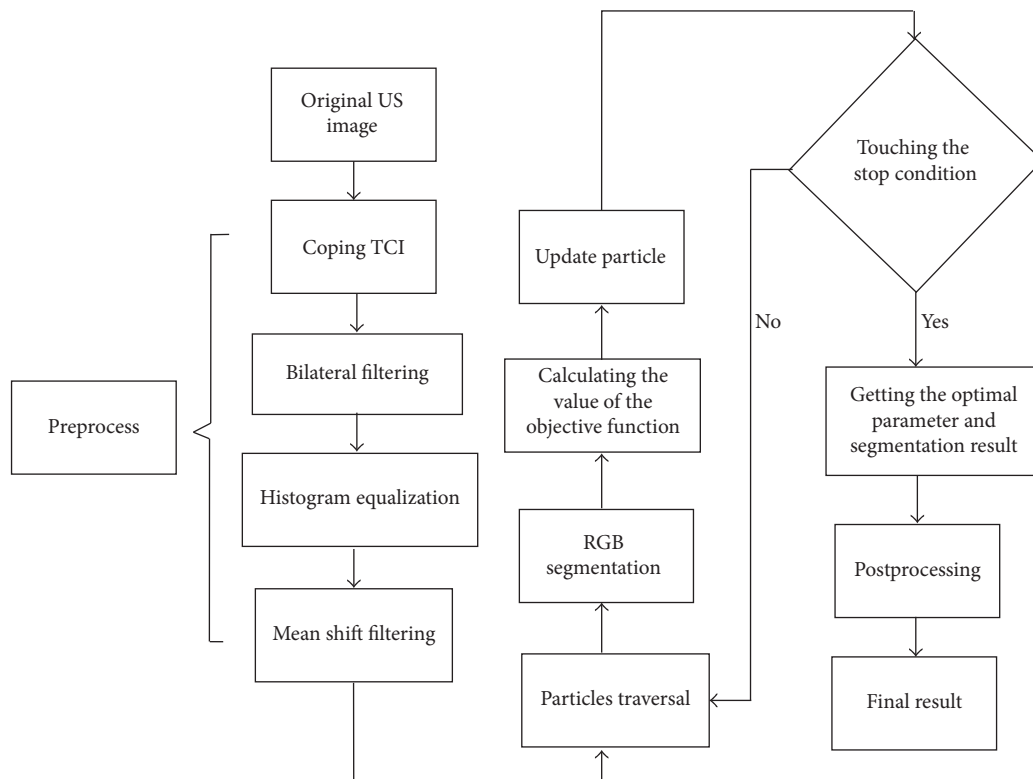 Original US
image
Coping TCI
Bilateral filtering
Preprocess
Histogram equalization
Mean shift filtering
Update particle
Calculating the
value of the
objective function
RGB
segmentation
Particles traversal
Touching the
stop condition
No
Yes
Getting the optimal
parameter and
segmentation result
Postprocessing
Final result